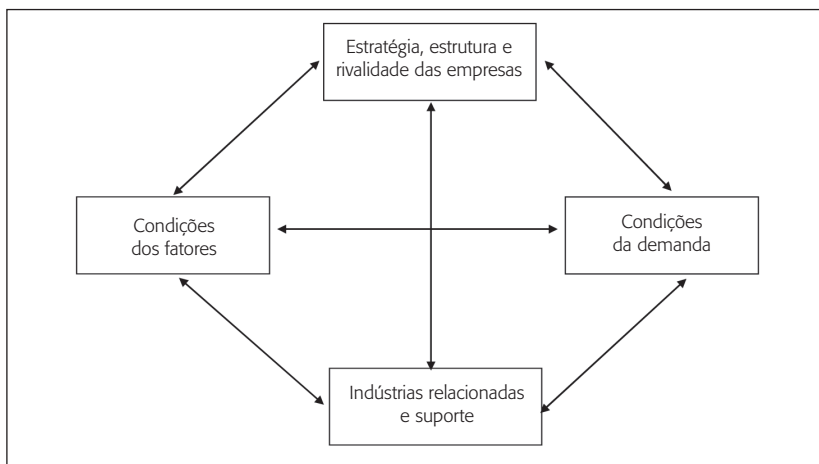 Estratégia, estrutura e
rivalidade das empresas
Condições
dos fatores
Condições
da demanda
Indústrias relacionadas
e suporte